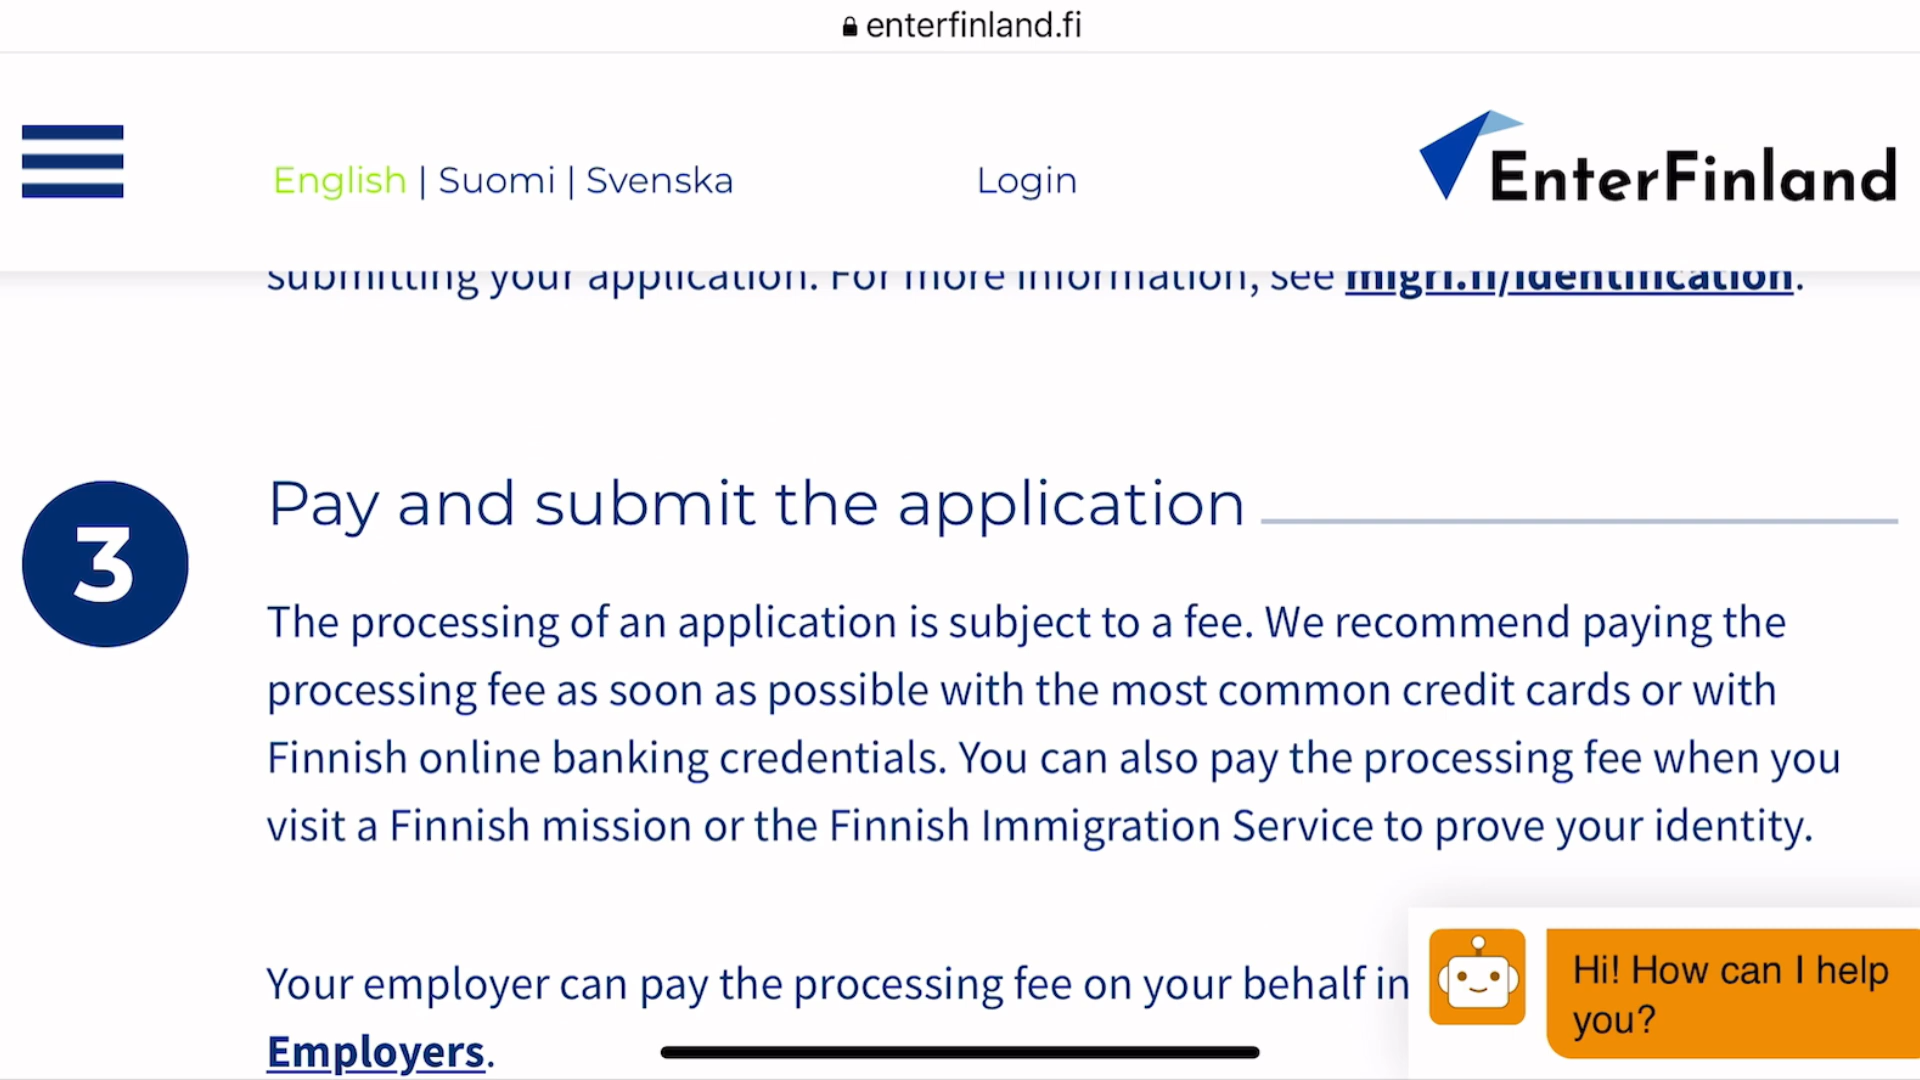 enterfinland.fi
English | Suomi | Svenska
Login
EnterFinland
submitting your application. For more information, see migri.fi/identification.
3
Pay and submit the application
The processing of an application is subject to a fee. We recommend paying the
processing fee as soon as possible with the most common credit cards or with
Finnish online banking credentials. You can also pay the processing fee when you
visit a Finnish mission or the Finnish Immigration Service to prove your identity.
Your employer can pay the processing fee on your behalf in
Employers.
Hi! How can I help
you?